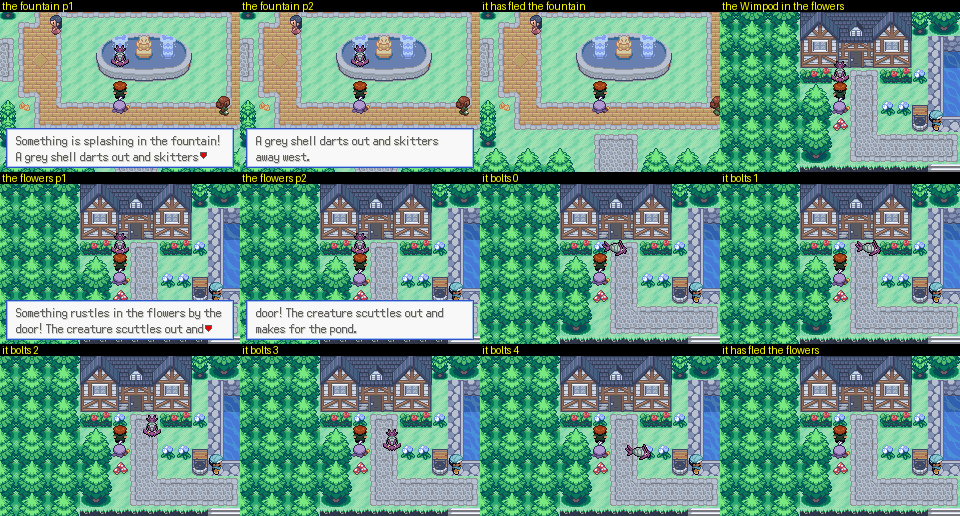 the fountain p1
the fountain p2
it has fled the fountain
the Wimpod in the flowers
Something is splashing in the fountain!
A grey shell darts out and skitters
A grey shell darts out and skitters
away west.
the flowers p1
the flowers p2
it bolts 0
it bolts 1
Something rustles in the flowers by the
door! The creature scuttles out and
door! The creature scuttles out and
makes for the pond.
it bolts 2
it bolts 3
it bolts 4
it has fled the flowers